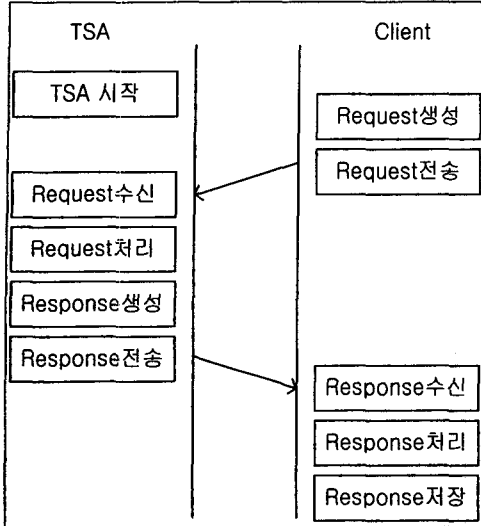 TSA Client
TSA 시작
Request생성
Request전송
Request수신
Request처리
Response생성
Response전송
Response수신
Response처리
Response저장